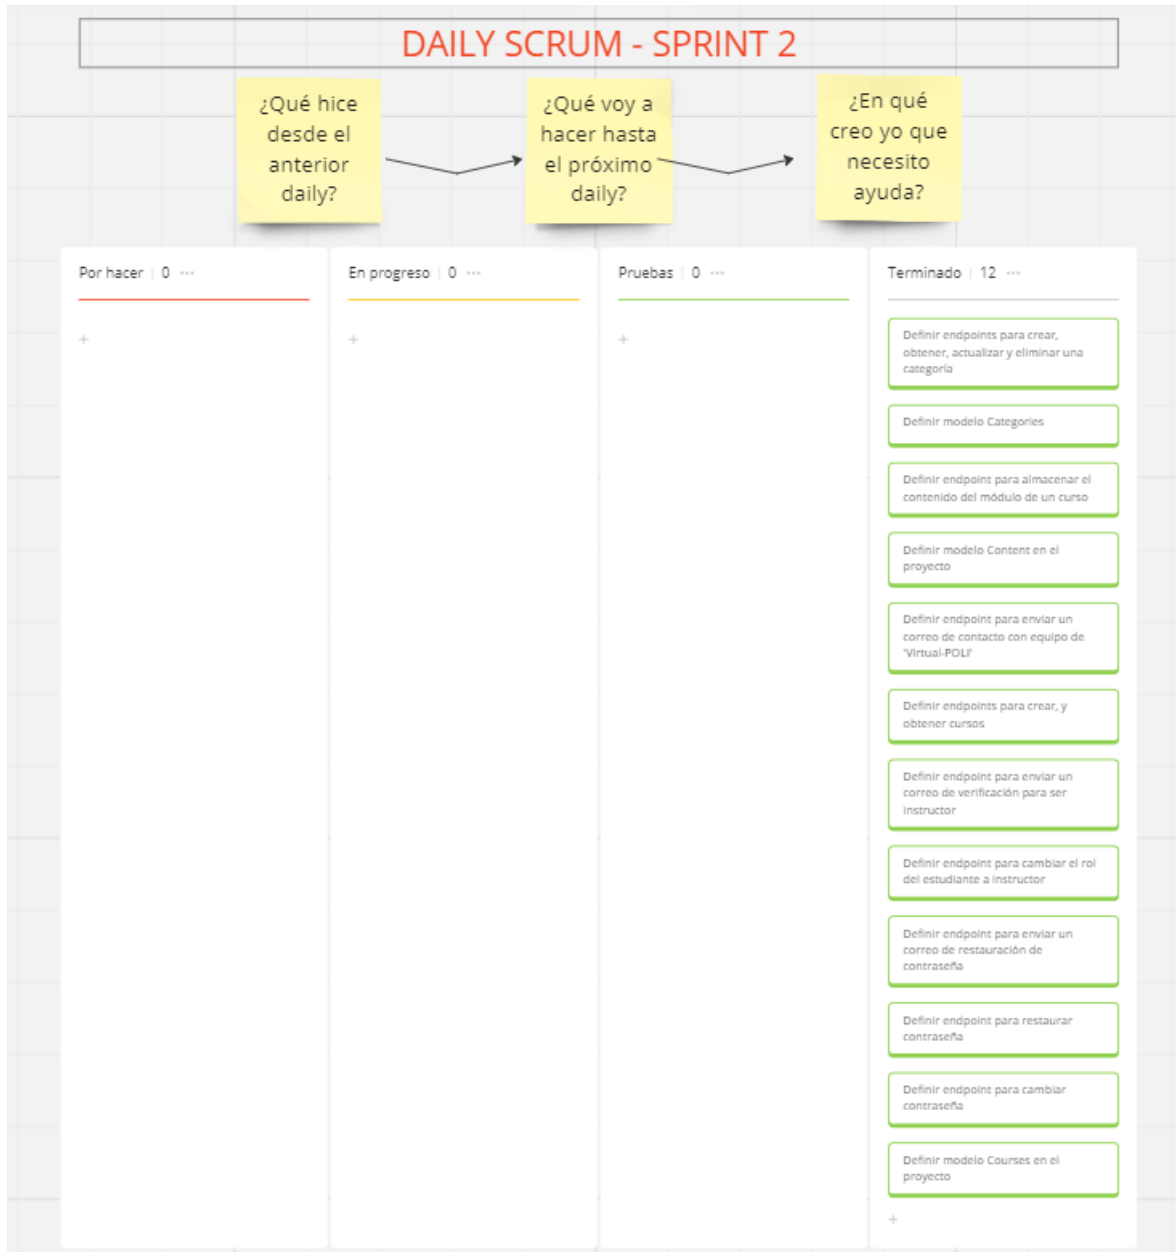 DAILY SCRUM - SPRINT 2
¿Qué hice
desde el
anterior
daily?
¿Qué voy a
hacer hasta
el próximo
daily?
¿En qué
creo yo que
necesito
ayuda?
Por hacer | 0 ···
En progreso | 0 ···
Pruebas | 0 ···
Terminado | 12 ···
+
+
+
Definir endpoints para crear,
obtener, actualizar y eliminar una
categoría
Definir modelo Categories
Definir endpoint para almacenar el
contenido del módulo de un curso
Definir modelo Content en el
proyecto
Definir endpoint para enviar un
correo de contacto con equipo de
'Virtual-POLI'
Definir endpoints para crear, y
obtener cursos
Definir endpoint para enviar un
correo de verificación para ser
instructor
Definir endpoint para cambiar el rol
del estudiante a instructor
Definir endpoint para enviar un
correo de restauración de
contraseña
Definir endpoint para restaurar
contraseña
Definir endpoint para cambiar
contraseña
Definir modelo Courses en el
proyecto
+